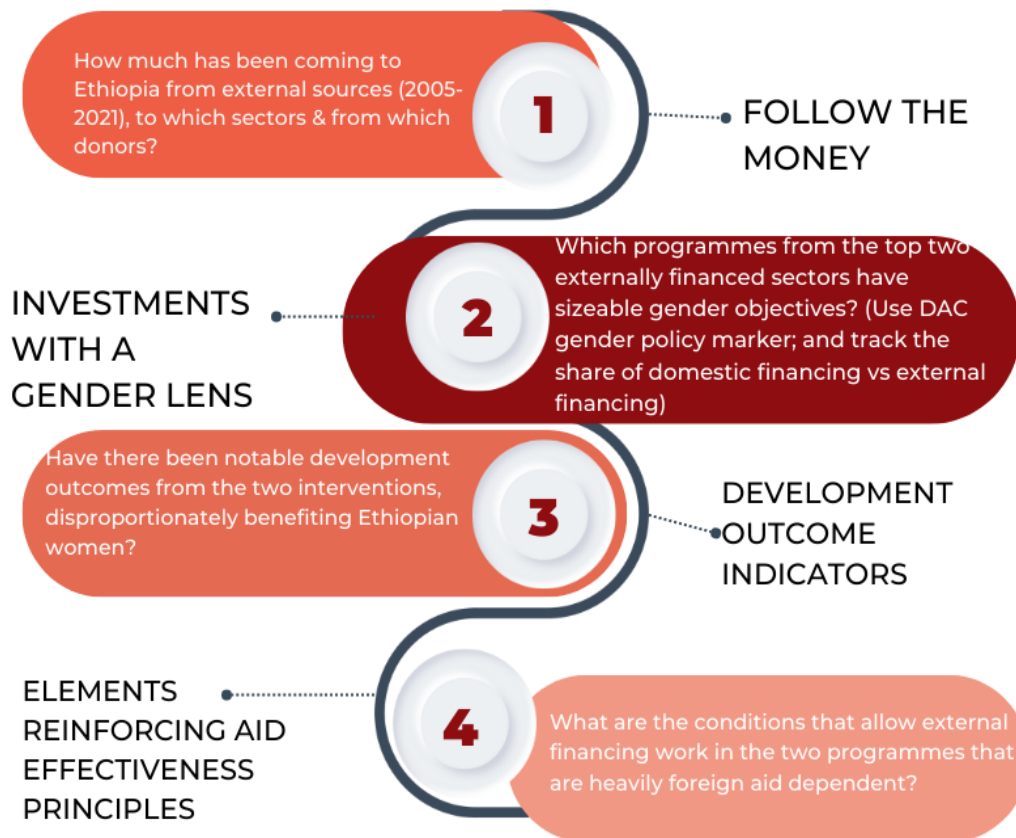 How much has been coming to
Ethiopia from external sources (2005-
2021), to which sectors & from which
donors?
1
FOLLOW THE
MONEY
INVESTMENTS
WITH A
GENDER LENS
2
Which programmes from the top two
externally financed sectors have
sizeable gender objectives? (Use DAC
gender policy marker; and track the
share of domestic financing vs external
financing)
Have there been notable development
outcomes from the two interventions,
disproportionately benefiting Ethiopian
women?
3
DEVELOPMENT
OUTCOME
INDICATORS
ELEMENTS
REINFORCING AID
EFFECTIVENESS
PRINCIPLES
4
What are the conditions that allow external
financing work in the two programmes that
are heavily foreign aid dependent?